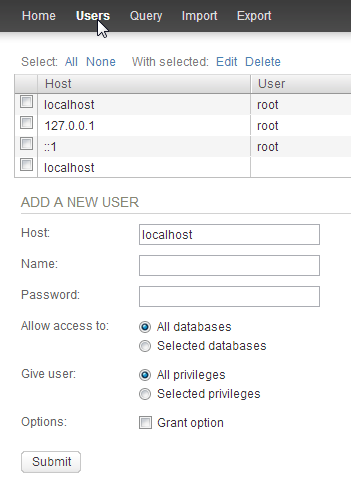 Home Users Query Import Export
Select: All None With selected: Edit Delete
Host User
localhost root
127.0.0.1 root
::1 root
localhost
ADD A NEW USER
Host: localhost
Name:
Password:
Allow access to: All databases
Selected databases
Give user: All privileges
Selected privileges
Options: Grant option
Submit